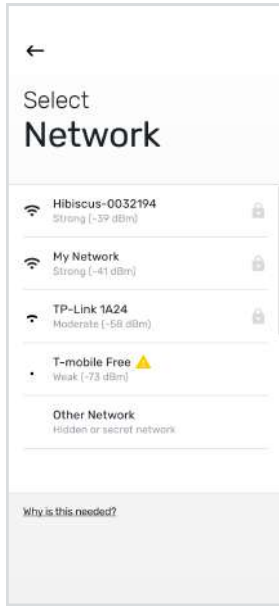 Select
Network
Hibiscus-0032194
Strong (-39 dBm)
My Network
Strong (-41 dBm)
TP-Link 1A24
Moderate (-58 dBm)
T-mobile Free
Weak (-73 dBm)
Other Network
Hidden or secret network
Why is this needed?